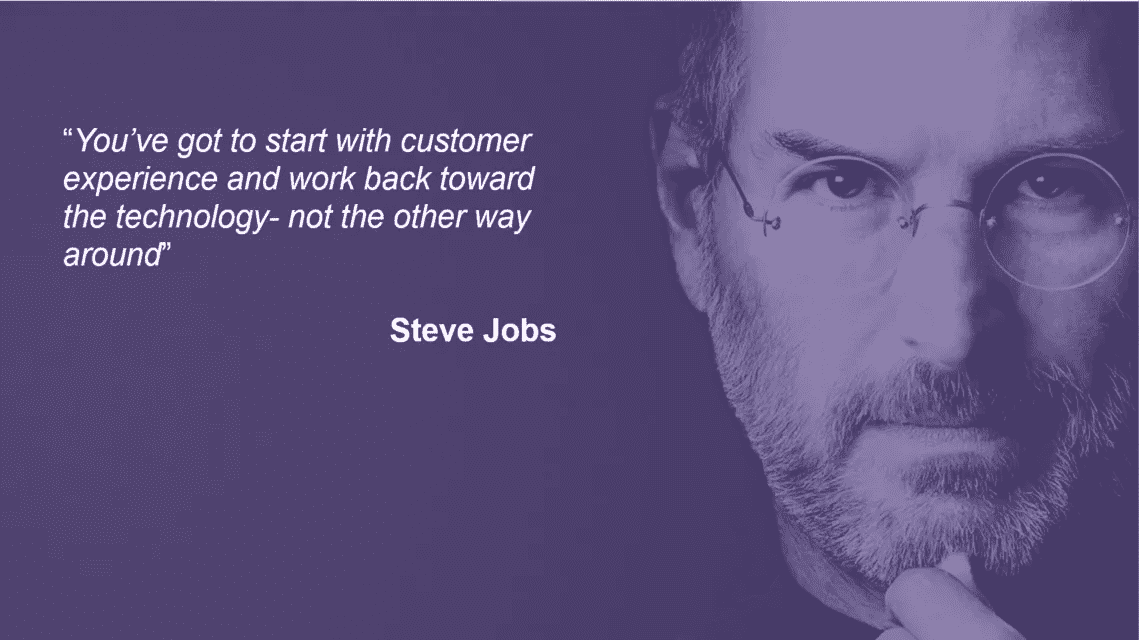 “You’ve got to start with customer
experience and work back toward
the technology- not the other way
around”
Steve Jobs